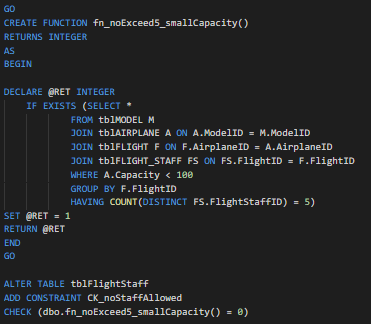 GO
CREATE FUNCTION fn_noExceed5_smallCapacity()
RETURNS INTEGER
AS
BEGIN
DECLARE @RET INTEGER
IF EXISTS (SELECT *
FROM tblMODEL M
JOIN tblAIRPLANE A ON A.ModelID = M.ModelID
JOIN tblFLIGHT F ON F.AirplaneID = A.AirplaneID
JOIN tblFLIGHT_STAFF FS ON FS.FlightID = F.FlightID
WHERE A.Capacity < 100
GROUP BY F.FlightID
HAVING COUNT(DISTINCT FS.FlightStaffID) = 5)
SET @RET = 1
RETURN @RET
END
GO
ALTER TABLE tblFlightStaff
ADD CONSTRAINT CK_noStaffAllowed
CHECK (dbo.fn_noExceed5_smallCapacity() = 0)